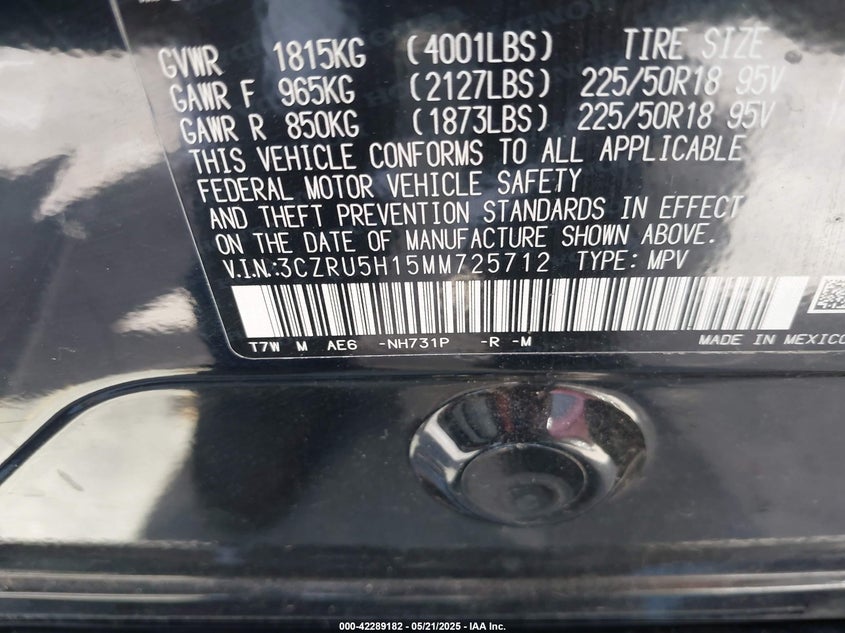 GVWR 1815KG (4001LBS) TIRE SIZE
GAWR F 965KG (2127LBS) 225/50R18 95V
GAWR R 850KG (1873LBS) 225/50R18 95V
THIS VEHICLE CONFORMS TO ALL APPLICABLE
FEDERAL MOTOR VEHICLE SAFETY
AND THEFT PREVENTION STANDARDS IN EFFECT
ON THE DATE OF MANUFACTURE SHOWN ABOVE.
V.I.N:3CZRU5H15MM725712 TYPE: MPV
T7W M AE6 -NH731P -R -M MADE IN MEXICO
000-42289182 - 05/21/2025 - IAA Inc.